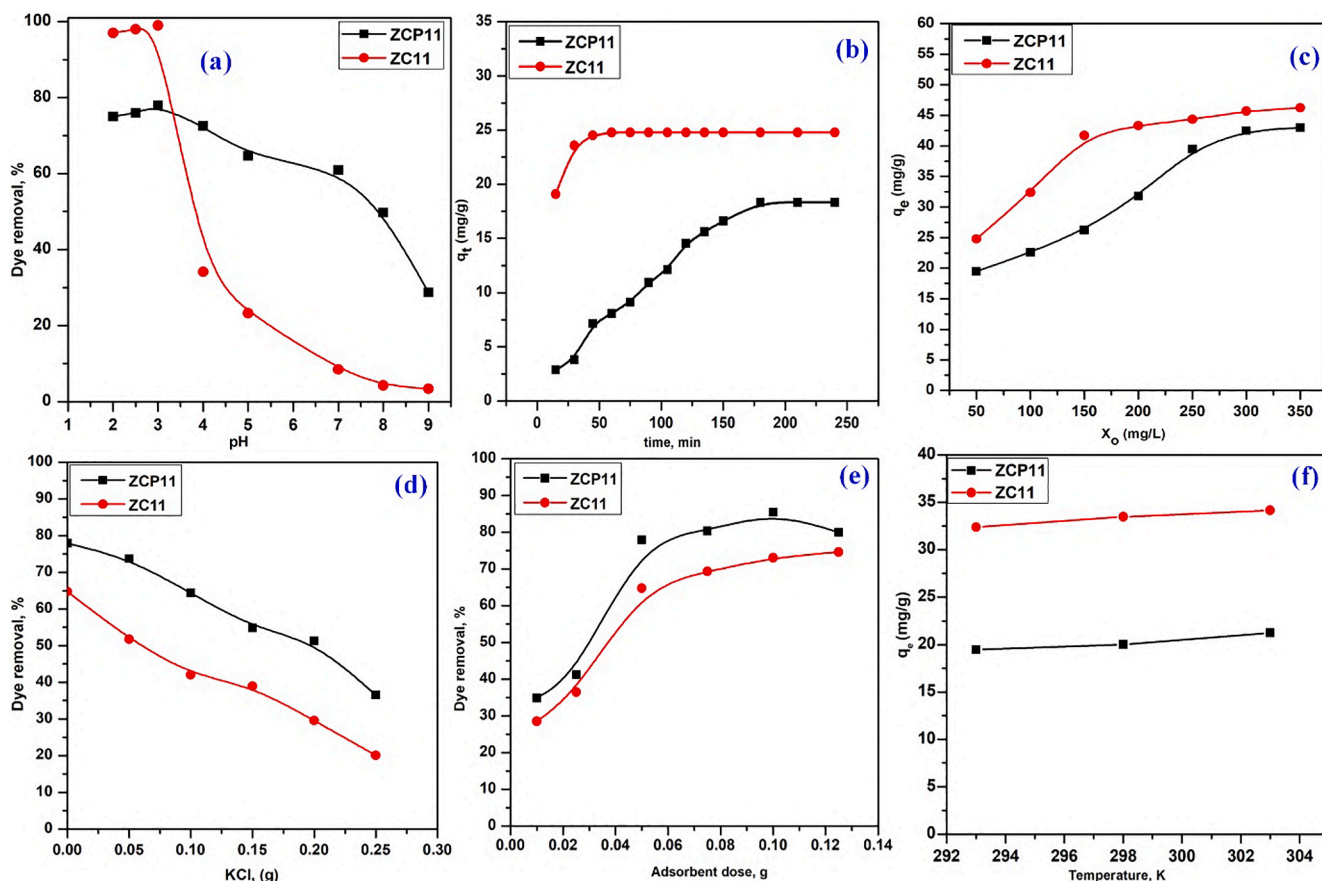 (a)
ZCP11
ZC11
Dye removal, %
100
80
60
40
20
0
1 2 3 4 5 6 7 8 9
pH
(b)
ZCP11
ZC11
q_t (mg/g)
35
30
25
20
15
10
5
0
0 50 100 150 200 250
time, min
(c)
ZCP11
ZC11
q_e (mg/g)
60
55
50
45
40
35
30
25
20
15
10
5
0
50 100 150 200 250 300 350
X_O (mg/L)
(d)
ZCP11
ZC11
Dye removal, %
100
90
80
70
60
50
40
30
20
10
0
0.00 0.05 0.10 0.15 0.20 0.25 0.30
KCl, (g)
(e)
ZCP11
ZC11
Dye removal, %
100
90
80
70
60
50
40
30
20
10
0
0.00 0.02 0.04 0.06 0.08 0.10 0.12 0.14
Adsorbent dose, g
(f)
ZCP11
ZC11
q_e (mg/g)
40
35
30
25
20
15
10
5
0
292 294 296 298 300 302 304
Temperature, K